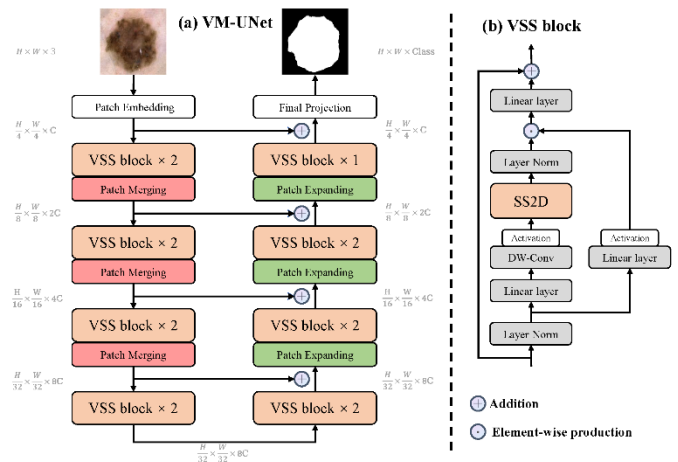 (a) VM-UNet
H × W × 3
H × W × Class
Patch Embedding
Final Projection
H/4 × W/4 × C
H/4 × W/4 × C
VSS block × 2
VSS block × 1
Patch Merging
Patch Expanding
H/8 × W/8 × 2C
H/8 × W/8 × 2C
VSS block × 2
VSS block × 2
Patch Merging
Patch Expanding
H/16 × W/16 × 4C
H/16 × W/16 × 4C
VSS block × 2
VSS block × 2
Patch Merging
Patch Expanding
H/32 × W/32 × 8C
H/32 × W/32 × 8C
VSS block × 2
VSS block × 2
H/32 × W/32 × 8C
(b) VSS block
Linear layer
Layer Norm
SS2D
Activation
Activation
DW-Conv
Linear layer
Linear layer
Layer Norm
Addition
Element-wise production